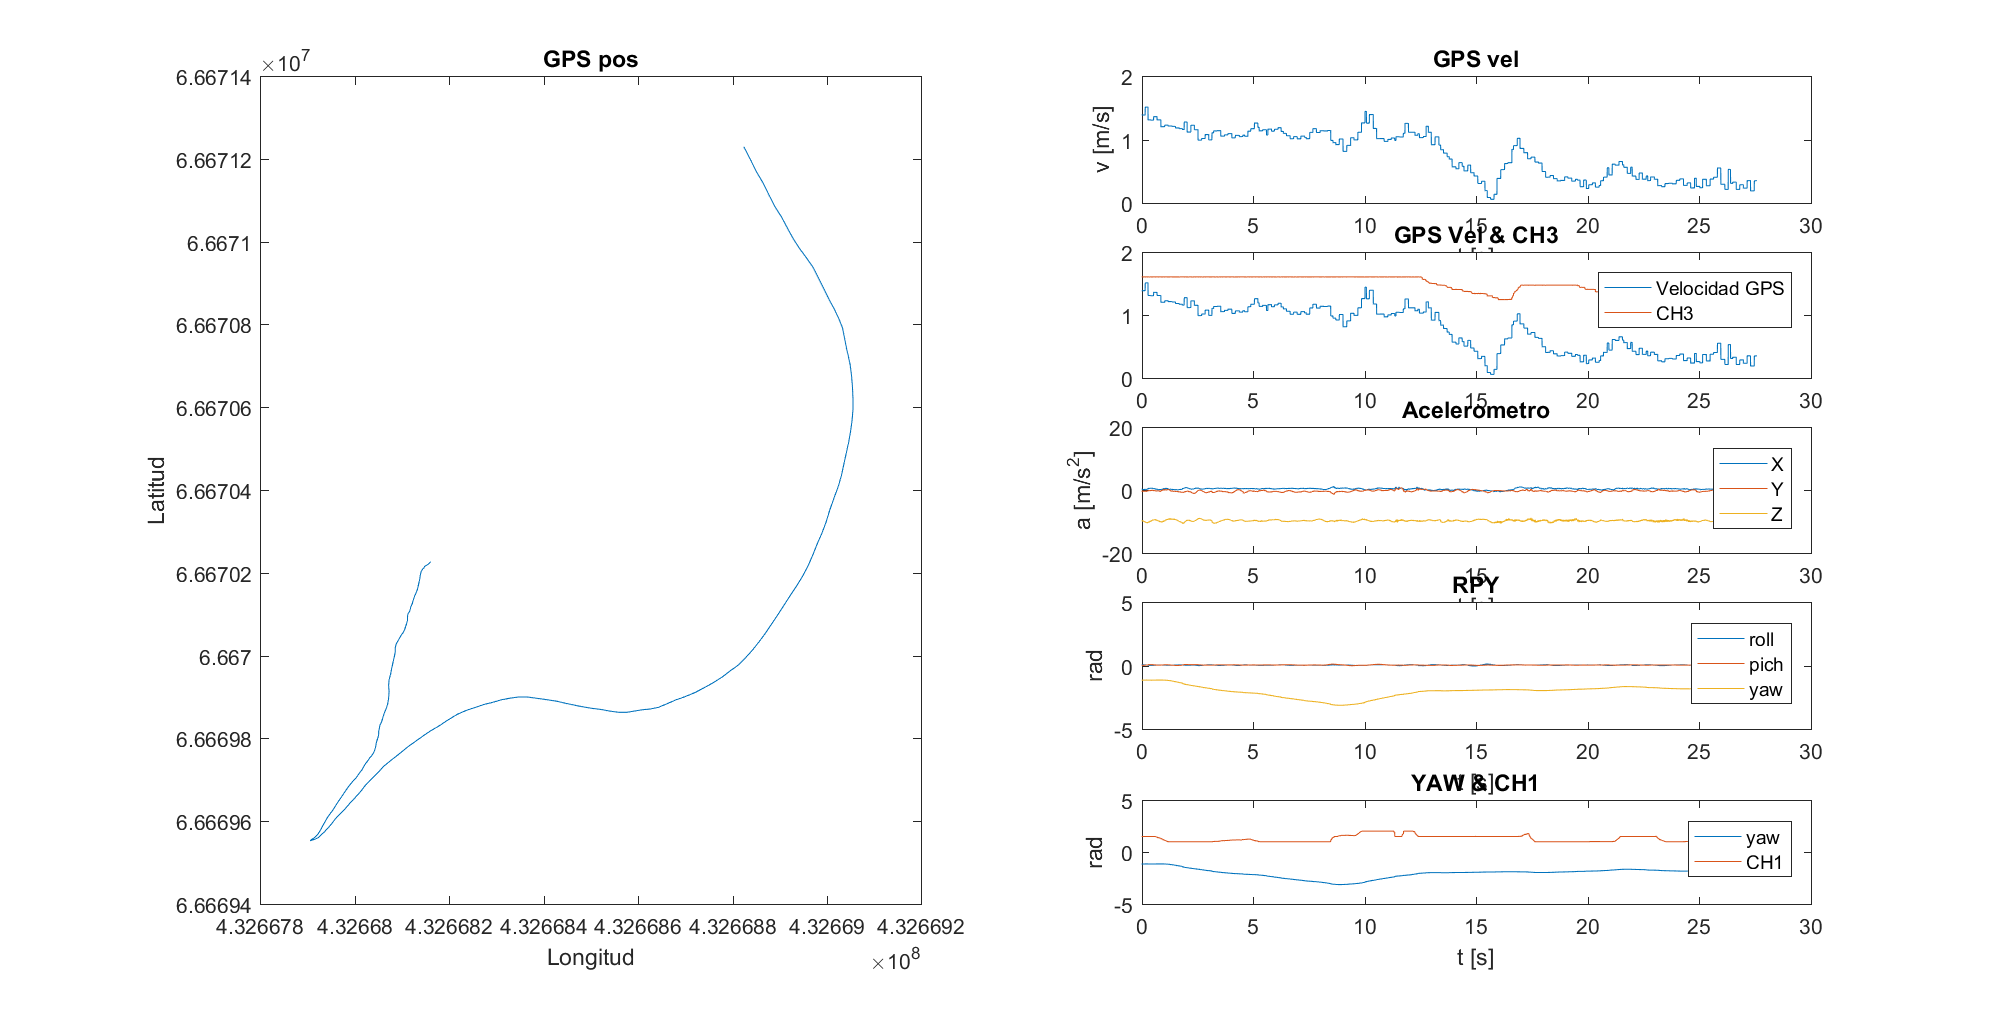 GPS pos
×10^7
6.66714
6.66712
6.6671
6.66708
6.66706
6.66704
6.66702
6.667
6.66698
6.66696
6.66694
Latitud
4.326678 4.32668 4.326682 4.326684 4.326686 4.326688 4.32669 4.326692
Longitud
×10^8
GPS vel
2
1
0
v [m/s]
0 5 10 15 20 25 30
GPS Vel & CH3
2
1
0
Velocidad GPS
CH3
0 5 10 15 20 25 30
Acelerometro
20
0
-20
a [m/s^2]
X
Y
Z
0 5 10 15 20 25 30
RPY
5
0
-5
rad
roll
pich
yaw
0 5 10 15 20 25 30
t [s]
YAW & CH1
5
0
-5
rad
yaw
CH1
0 5 10 15 20 25 30
t [s]